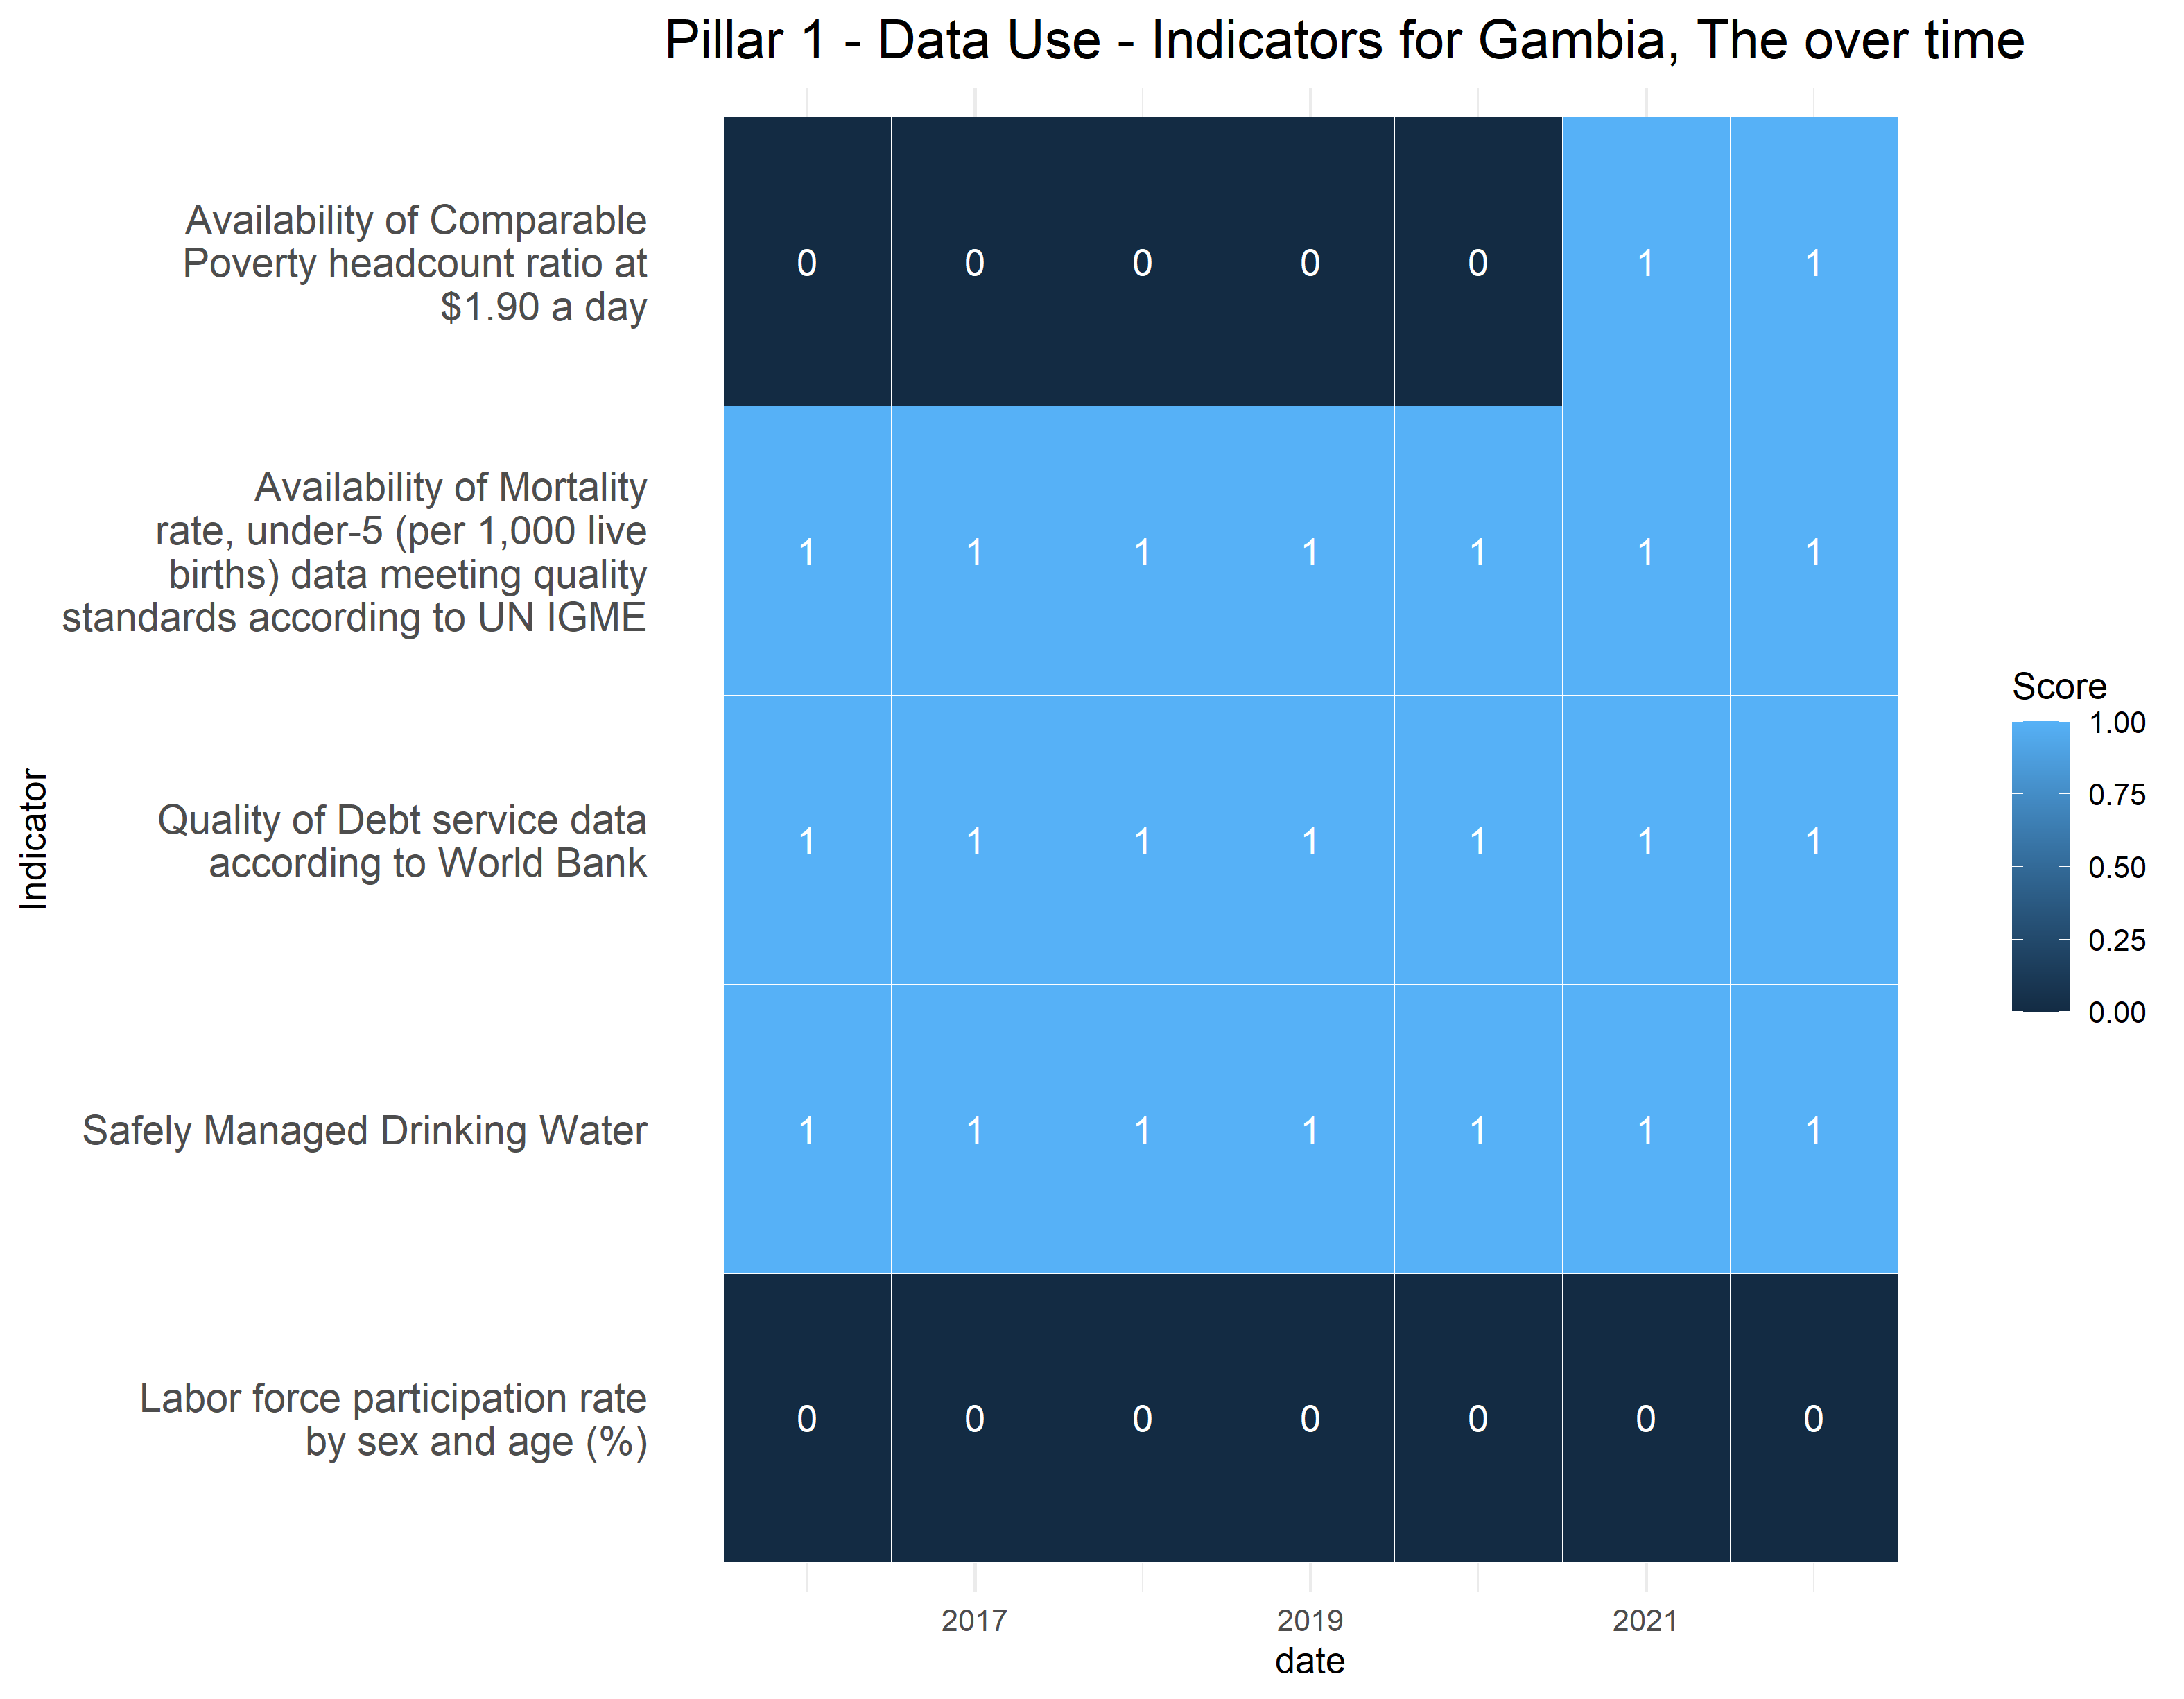 Pillar 1 - Data Use - Indicators for Gambia, The over time
Indicator
Availability of Comparable
Poverty headcount ratio at
$1.90 a day
0 0 0 0 0 1 1
Availability of Mortality
rate, under-5 (per 1,000 live
births) data meeting quality
standards according to UN IGME
1 1 1 1 1 1 1
Quality of Debt service data
according to World Bank
1 1 1 1 1 1 1
Safely Managed Drinking Water
1 1 1 1 1 1 1
Labor force participation rate
by sex and age (%)
0 0 0 0 0 0 0
2017 2019 2021
date
Score
1.00
0.75
0.50
0.25
0.00